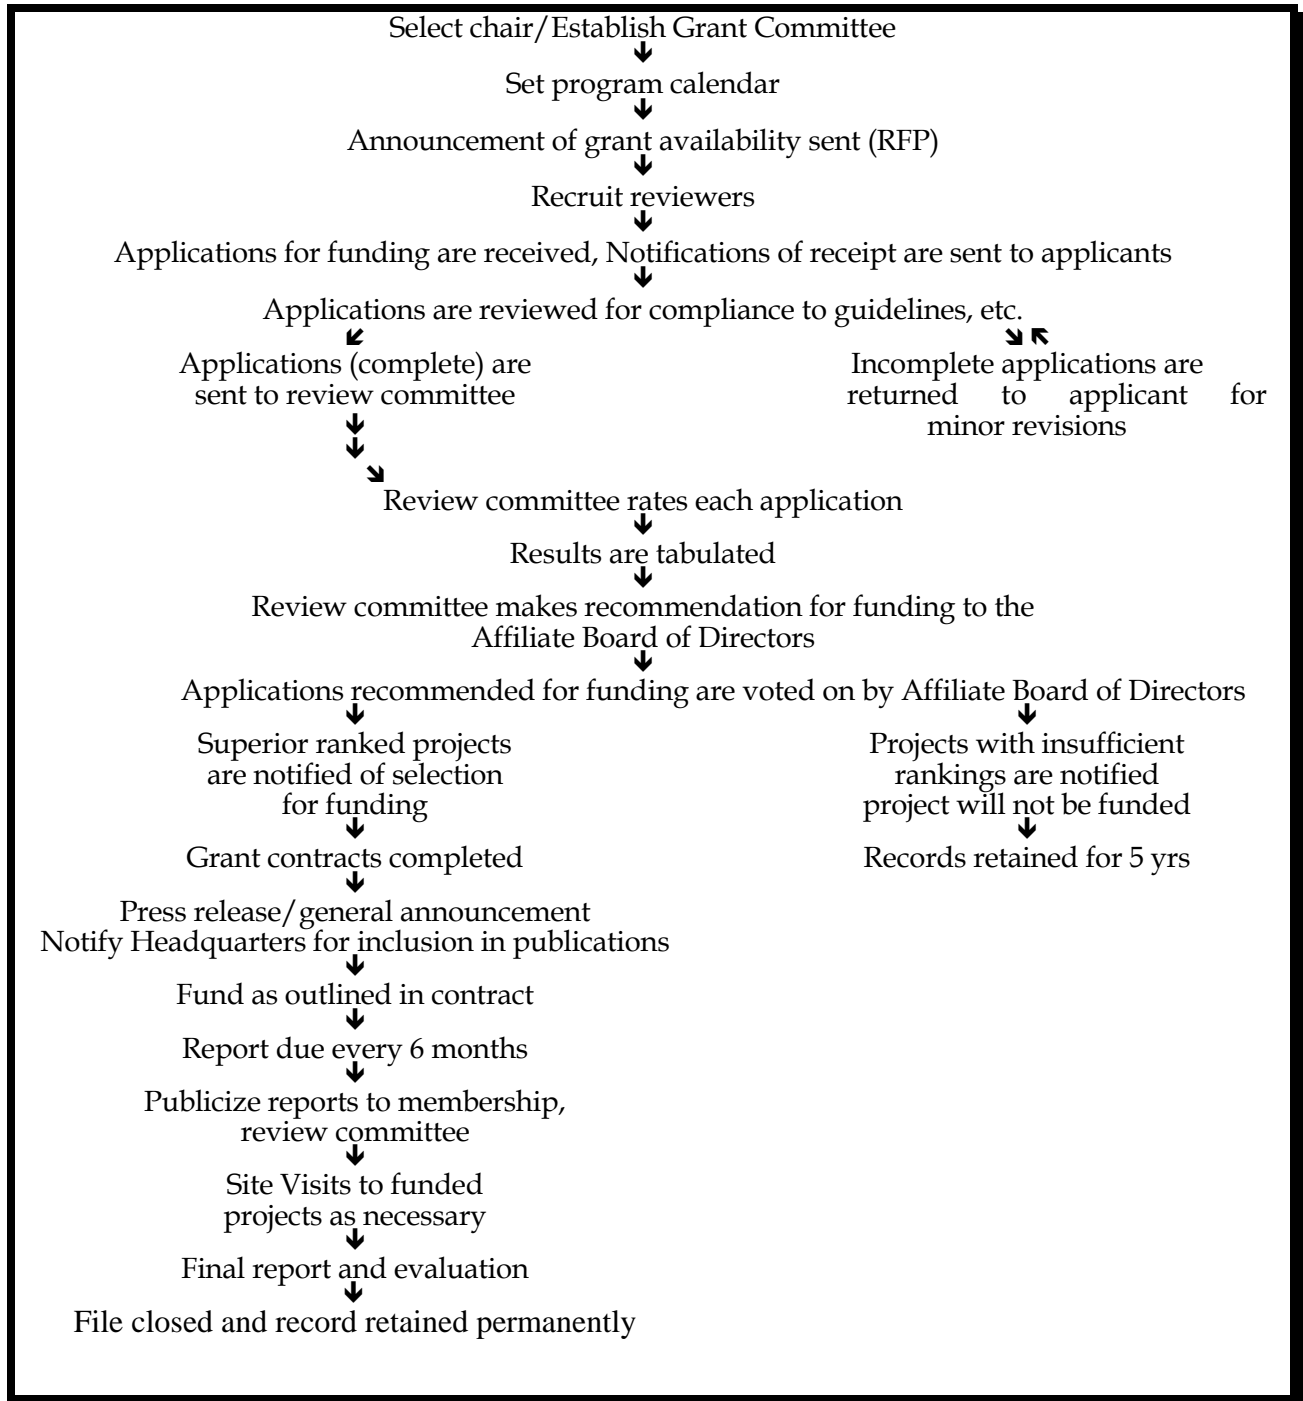 Select chair/Establish Grant Committee
Set program calendar
Announcement of grant availability sent (RFP)
Recruit reviewers
Applications for funding are received, Notifications of receipt are sent to applicants
Applications are reviewed for compliance to guidelines, etc.
Applications (complete) are
sent to review committee
Incomplete applications are
returned to applicant for
minor revisions
Review committee rates each application
Results are tabulated
Review committee makes recommendation for funding to the
Affiliate Board of Directors
Applications recommended for funding are voted on by Affiliate Board of Directors
Superior ranked projects
are notified of selection
for funding
Projects with insufficient
rankings are notified
project will not be funded
Grant contracts completed
Records retained for 5 yrs
Press release/general announcement
Notify Headquarters for inclusion in publications
Fund as outlined in contract
Report due every 6 months
Publicize reports to membership,
review committee
Site Visits to funded
projects as necessary
Final report and evaluation
File closed and record retained permanently